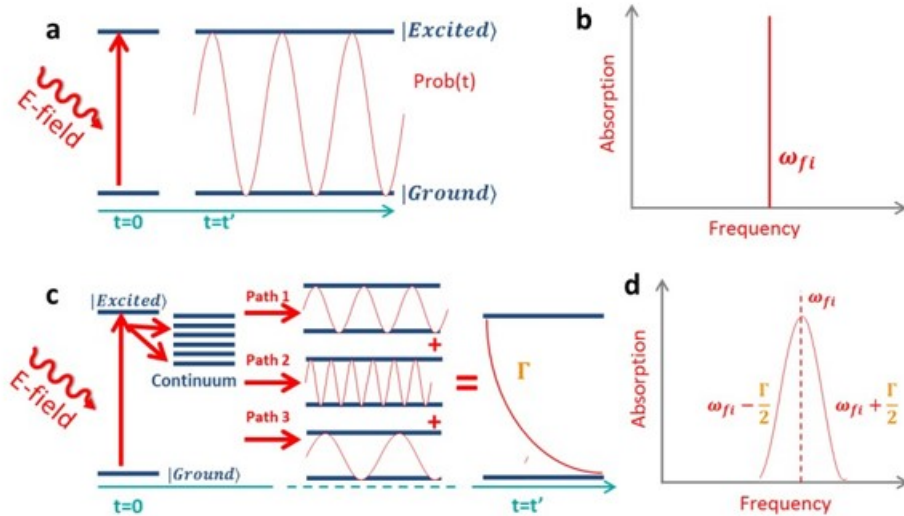 a
|Excited⟩
Prob(t)
E-field
|Ground⟩
t=0
t=t'
b
Absorption
ω_fi
Frequency
c
|Excited⟩
E-field
Continuum
|Ground⟩
t=0
Path 1
+
Path 2
+
Path 3
=
Γ
t=t'
d
Absorption
ω_fi
ω_fi − Γ/2
ω_fi + Γ/2
Frequency